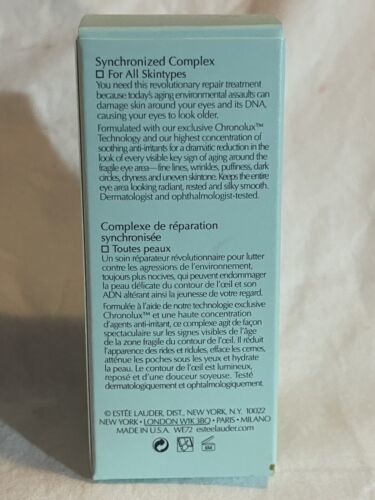 Synchronized Complex
☐ For All Skintypes
You need this revolutionary repair treatment
because today's aging environmental assaults can
damage skin around your eyes and its DNA,
causing your eyes to look older.
Formulated with our exclusive Chronolux™
Technology and our highest concentration of
soothing anti-irritants for a dramatic reduction in the
look of every visible key sign of aging around the
fragile eye area—fine lines, wrinkles, puffiness, dark
circles, dryness and uneven skintone. Keeps the entire
eye area looking radiant, rested and silky smooth.
Dermatologist and ophthalmologist-tested.
Complexe de réparation
synchronisée
☐ Toutes peaux
Un soin réparateur révolutionnaire pour lutter
contre les agressions de l'environnement,
toujours plus nocives, qui peuvent endommager
la peau délicate du contour de l'œil et son
ADN altérant ainsi la jeunesse de votre regard.
Formulée à l'aide de notre technologie exclusive
Chronolux™ et une haute concentration
d'agents anti-irritant, ce complexe agit de façon
spectaculaire sur les signes visibles de l'âge
de la zone fragile du contour de l'œil. Il réduit
l'apparence des rides et ridules, efface les cernes,
atténue les poches sous les yeux et hydrate
la peau. Le contour de l'œil est lumineux,
reposé et d'une douceur soyeuse. Testé
dermatologiquement et ophtalmologiquement.
© ESTĒE LAUDER, DIST., NEW YORK, N.Y. 10022
NEW YORK • LONDON W1K 3BQ • PARIS • MILANO
MADE IN U.S.A. WE72 esteelauder.com